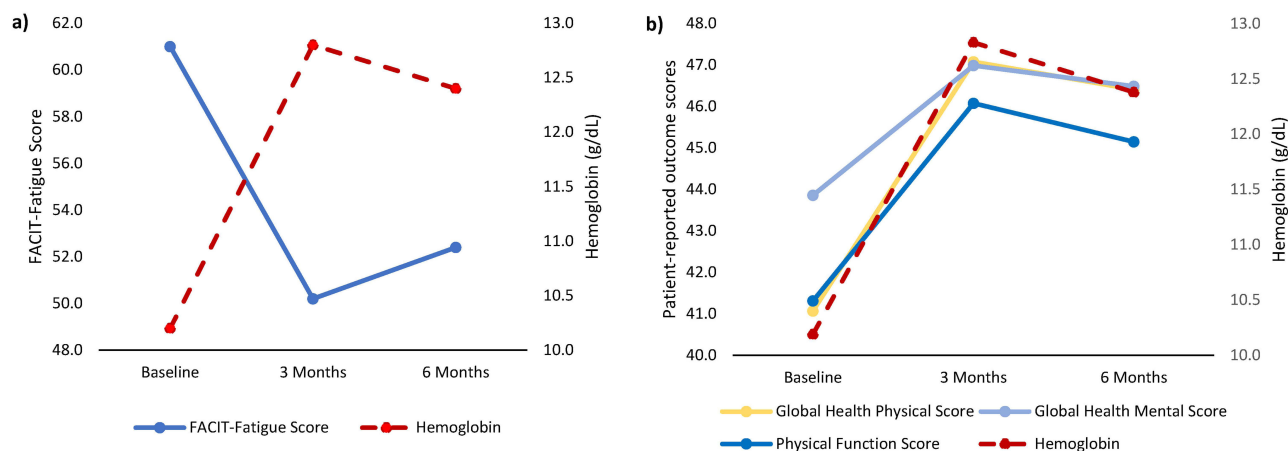 a)
FACIT-Fatigue Score
62.0
60.0
58.0
56.0
54.0
52.0
50.0
48.0
13.0
12.5
12.0
11.5
11.0
10.5
10.0
Hemoglobin (g/dL)
Baseline 3 Months 6 Months
FACIT-Fatigue Score Hemoglobin
b)
Patient-reported outcome scores
48.0
47.0
46.0
45.0
44.0
43.0
42.0
41.0
40.0
13.0
12.5
12.0
11.5
11.0
10.5
10.0
Hemoglobin (g/dL)
Baseline 3 Months 6 Months
Global Health Physical Score Global Health Mental Score
Physical Function Score Hemoglobin